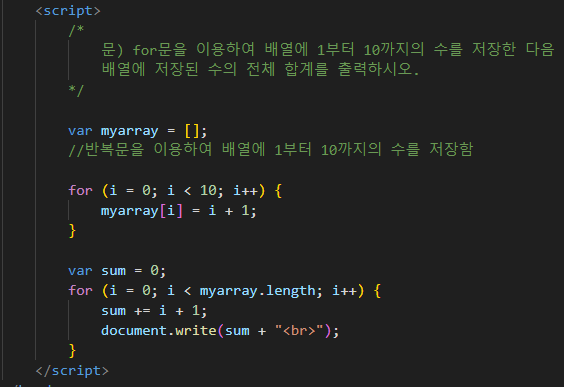 <script>
/*
문) for문을 이용하여 배열에 1부터 10까지의 수를 저장한 다음
배열에 저장된 수의 전체 합계를 출력하시오.
*/
var myarray = [];
//반복문을 이용하여 배열에 1부터 10까지의 수를 저장함
for (i = 0; i < 10; i++) {
myarray[i] = i + 1;
}
var sum = 0;
for (i = 0; i < myarray.length; i++) {
sum += i + 1;
document.write(sum + "<br>");
}
</script>